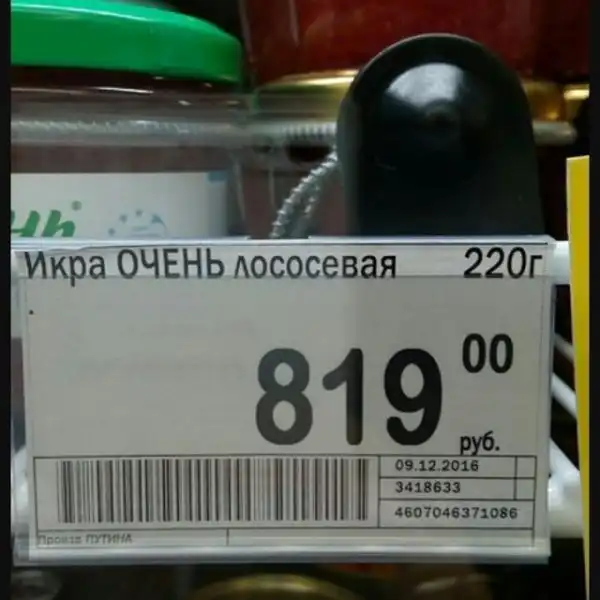 Икра ОЧЕНЬ лососевая 220г
819 00
руб.
09.12.2016
3418633
4607046371086
Произв ПУТИНА